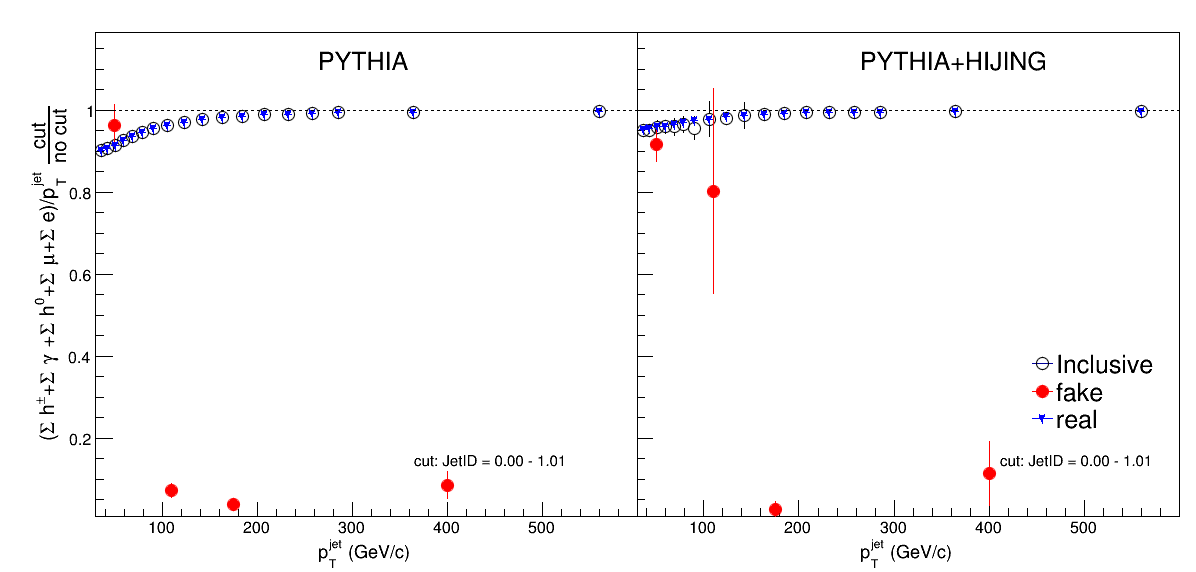 PYTHIA
PYTHIA+HIJING
(Σ h±+Σ γ +Σ h0+Σ μ+Σ e)/pTjet cut/no cut
1
0.8
0.6
0.4
0.2
Inclusive
fake
real
cut: JetID = 0.00 - 1.01
cut: JetID = 0.00 - 1.01
100 200 300 400 500
100 200 300 400 500
pTjet (GeV/c)
pTjet (GeV/c)